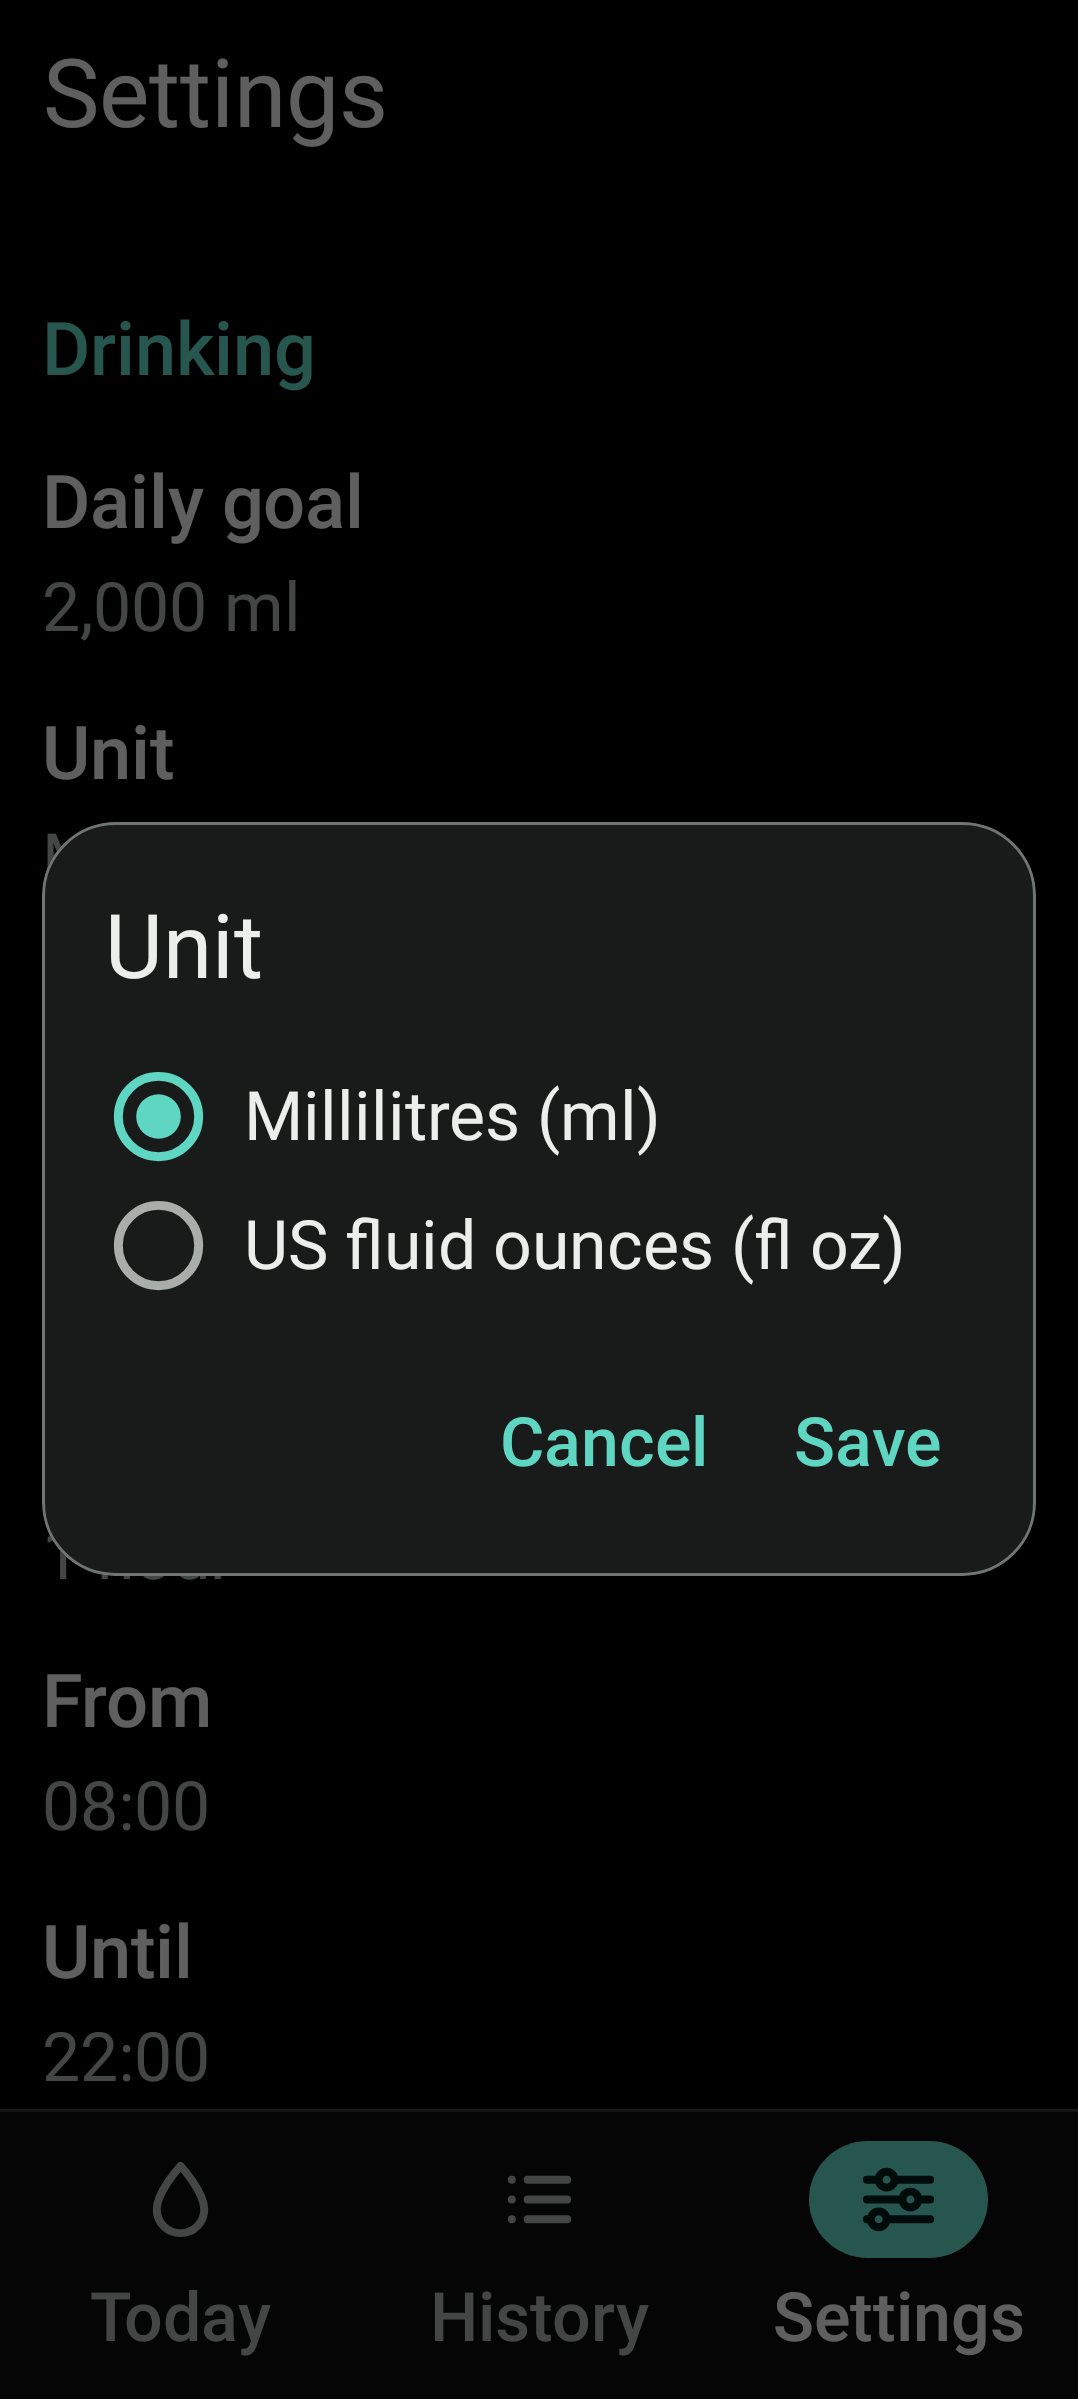 Settings
Drinking
Daily goal
2,000 ml
Unit
Unit
Millilitres (ml)
US fluid ounces (fl oz)
Cancel
Save
From
08:00
Until
22:00
Today
History
Settings